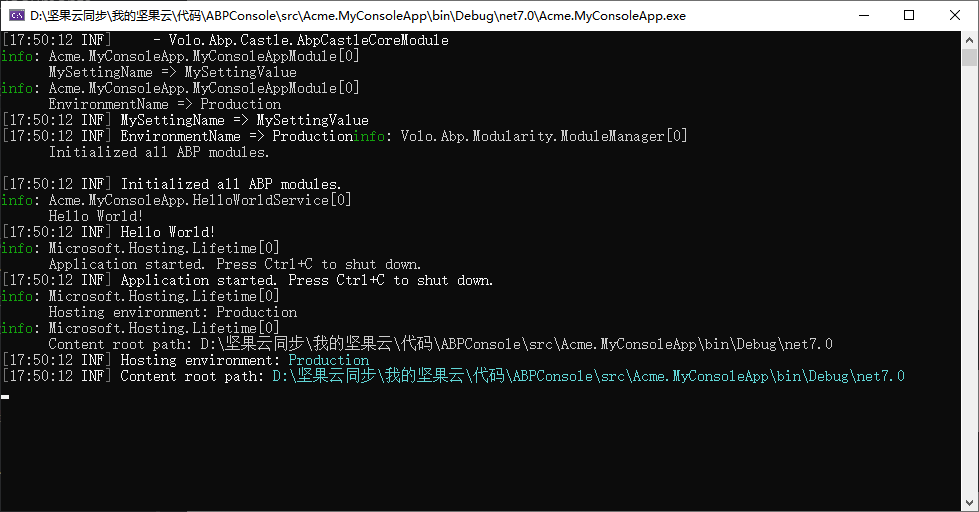 D:\坚果云同步\我的坚果云\代码\ABPConsole\src\Acme.MyConsoleApp\bin\Debug\net7.0\Acme.MyConsoleApp.exe
[17:50:12 INF]     - Volo.Abp.Castle.AbpCastleCoreModule
info: Acme.MyConsoleApp.MyConsoleAppModule[0]
      MySettingName => MySettingValue
info: Acme.MyConsoleApp.MyConsoleAppModule[0]
      EnvironmentName => Production
[17:50:12 INF] MySettingName => MySettingValue
[17:50:12 INF] EnvironmentName => Productioninfo: Volo.Abp.Modularity.ModuleManager[0]
      Initialized all ABP modules.
[17:50:12 INF] Initialized all ABP modules.
info: Acme.MyConsoleApp.HelloWorldService[0]
      Hello World!
[17:50:12 INF] Hello World!
info: Microsoft.Hosting.Lifetime[0]
      Application started. Press Ctrl+C to shut down.
[17:50:12 INF] Application started. Press Ctrl+C to shut down.
info: Microsoft.Hosting.Lifetime[0]
      Hosting environment: Production
info: Microsoft.Hosting.Lifetime[0]
      Content root path: D:\坚果云同步\我的坚果云\代码\ABPConsole\src\Acme.MyConsoleApp\bin\Debug\net7.0
[17:50:12 INF] Hosting environment: Production
[17:50:12 INF] Content root path: D:\坚果云同步\我的坚果云\代码\ABPConsole\src\Acme.MyConsoleApp\bin\Debug\net7.0